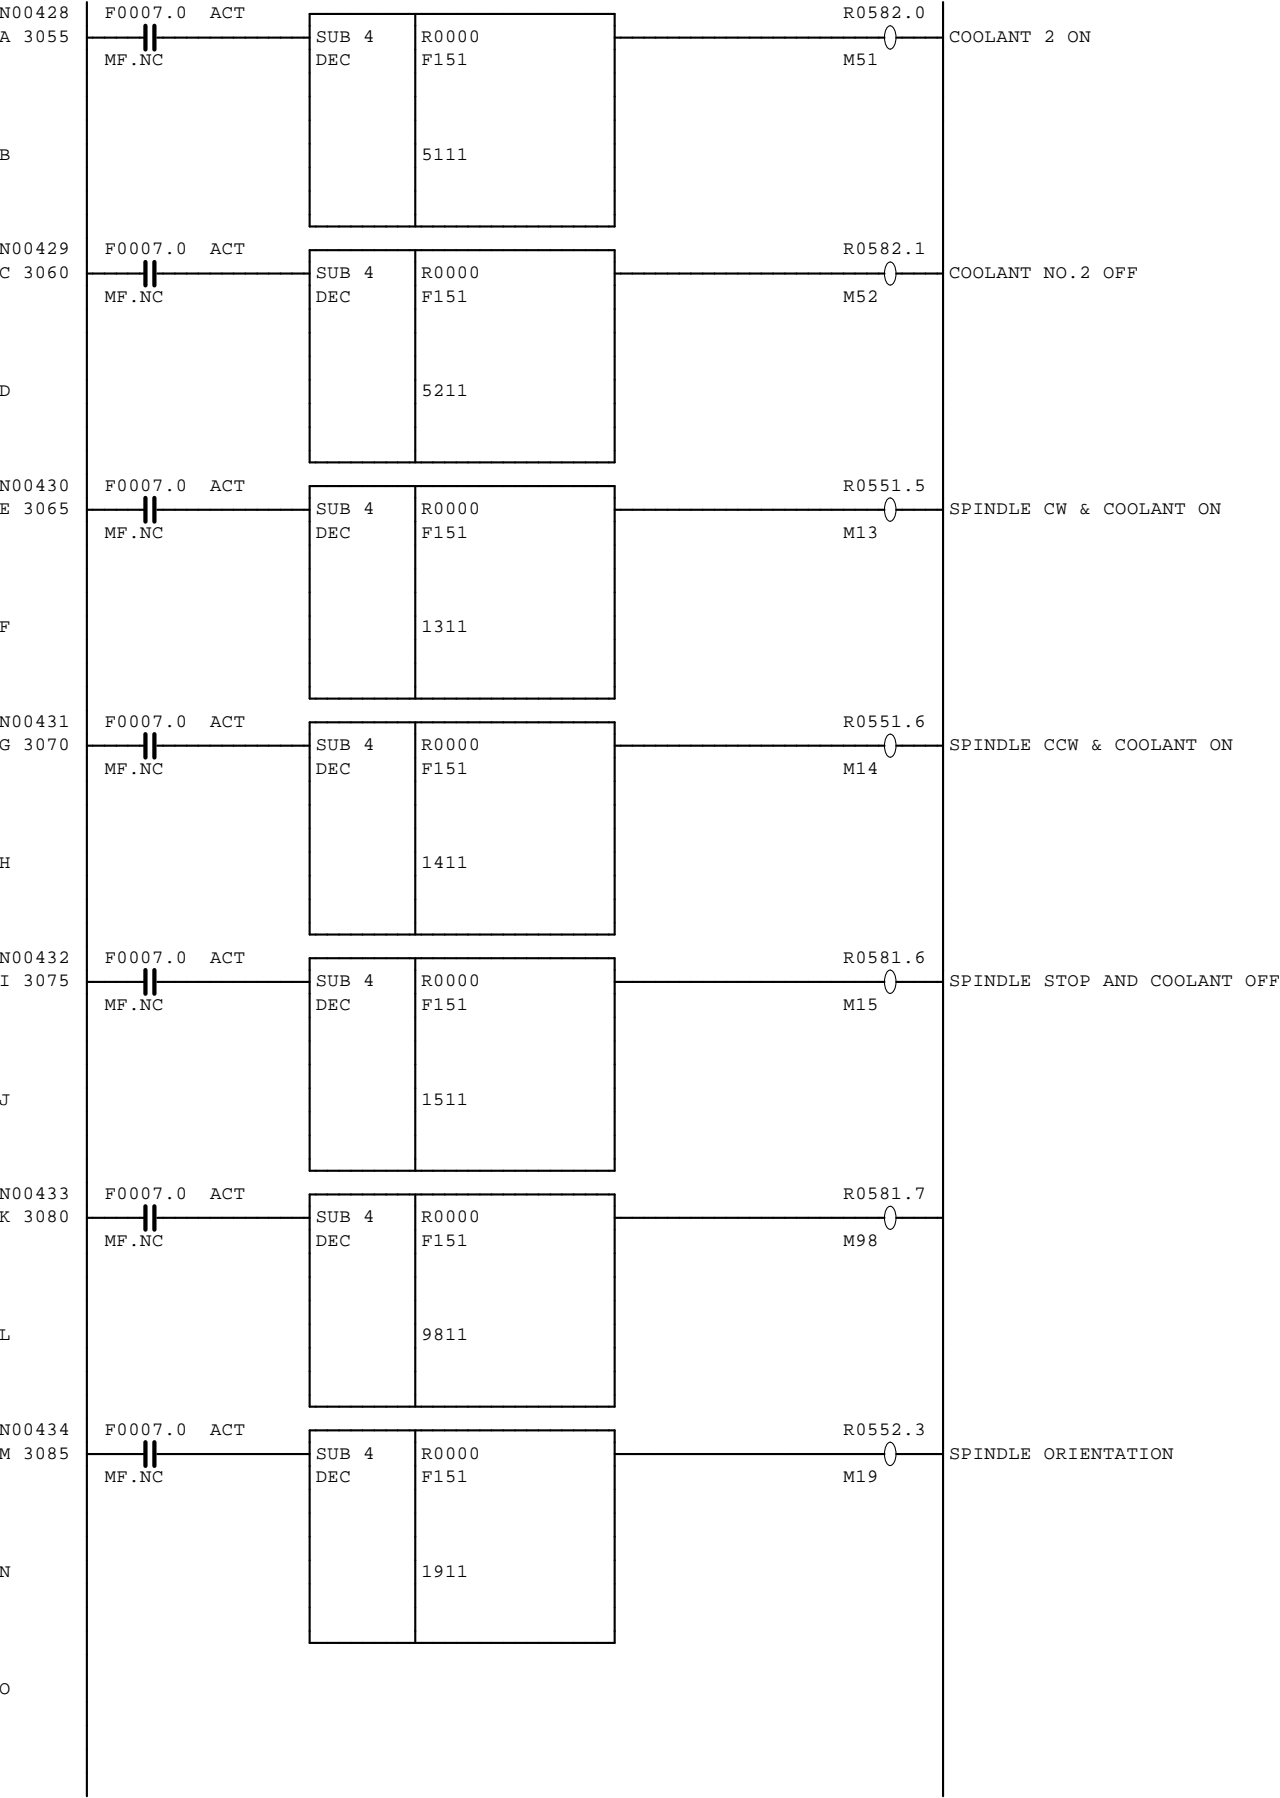 N00428 F0007.0 ACT R0582.0
A 3055 SUB 4 R0000 COOLANT 2 ON
MF.NC DEC F151 M51
B 5111
N00429 F0007.0 ACT R0582.1
C 3060 SUB 4 R0000 COOLANT NO.2 OFF
MF.NC DEC F151 M52
D 5211
N00430 F0007.0 ACT R0551.5
E 3065 SUB 4 R0000 SPINDLE CW & COOLANT ON
MF.NC DEC F151 M13
F 1311
N00431 F0007.0 ACT R0551.6
G 3070 SUB 4 R0000 SPINDLE CCW & COOLANT ON
MF.NC DEC F151 M14
H 1411
N00432 F0007.0 ACT R0581.6
I 3075 SUB 4 R0000 SPINDLE STOP AND COOLANT OFF
MF.NC DEC F151 M15
J 1511
N00433 F0007.0 ACT R0581.7
K 3080 SUB 4 R0000
MF.NC DEC F151 M98
L 9811
N00434 F0007.0 ACT R0552.3
M 3085 SUB 4 R0000 SPINDLE ORIENTATION
MF.NC DEC F151 M19
N 1911
O